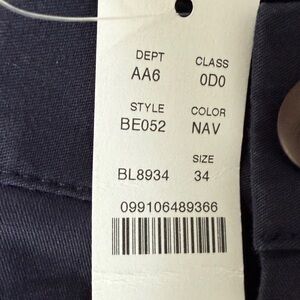 DEPT CLASS
AA6 0D0
STYLE COLOR
BE052 NAV
SIZE
BL8934 34
099106489366